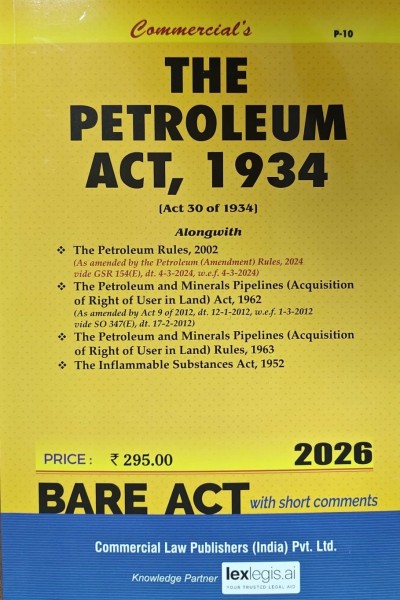 Commercial's
P-10
THE
PETROLEUM
ACT, 1934
[Act 30 of 1934]
Alongwith
❖ The Petroleum Rules, 2002
(As amended by the Petroleum (Amendment) Rules, 2024
vide GSR 154(E), dt. 4-3-2024, w.e.f. 4-3-2024)
❖ The Petroleum and Minerals Pipelines (Acquisition
of Right of User in Land) Act, 1962
(As amended by Act 9 of 2012, dt. 12-1-2012, w.e.f. 1-3-2012
vide SO 347(E), dt. 17-2-2012)
❖ The Petroleum and Minerals Pipelines (Acquisition
of Right of User in Land) Rules, 1963
❖ The Inflammable Substances Act, 1952
PRICE : ₹ 295.00
2026
BARE ACT with short comments
Commercial Law Publishers (India) Pvt. Ltd.
Knowledge Partner lexlegis.ai
YOUR TRUSTED LEGAL AID